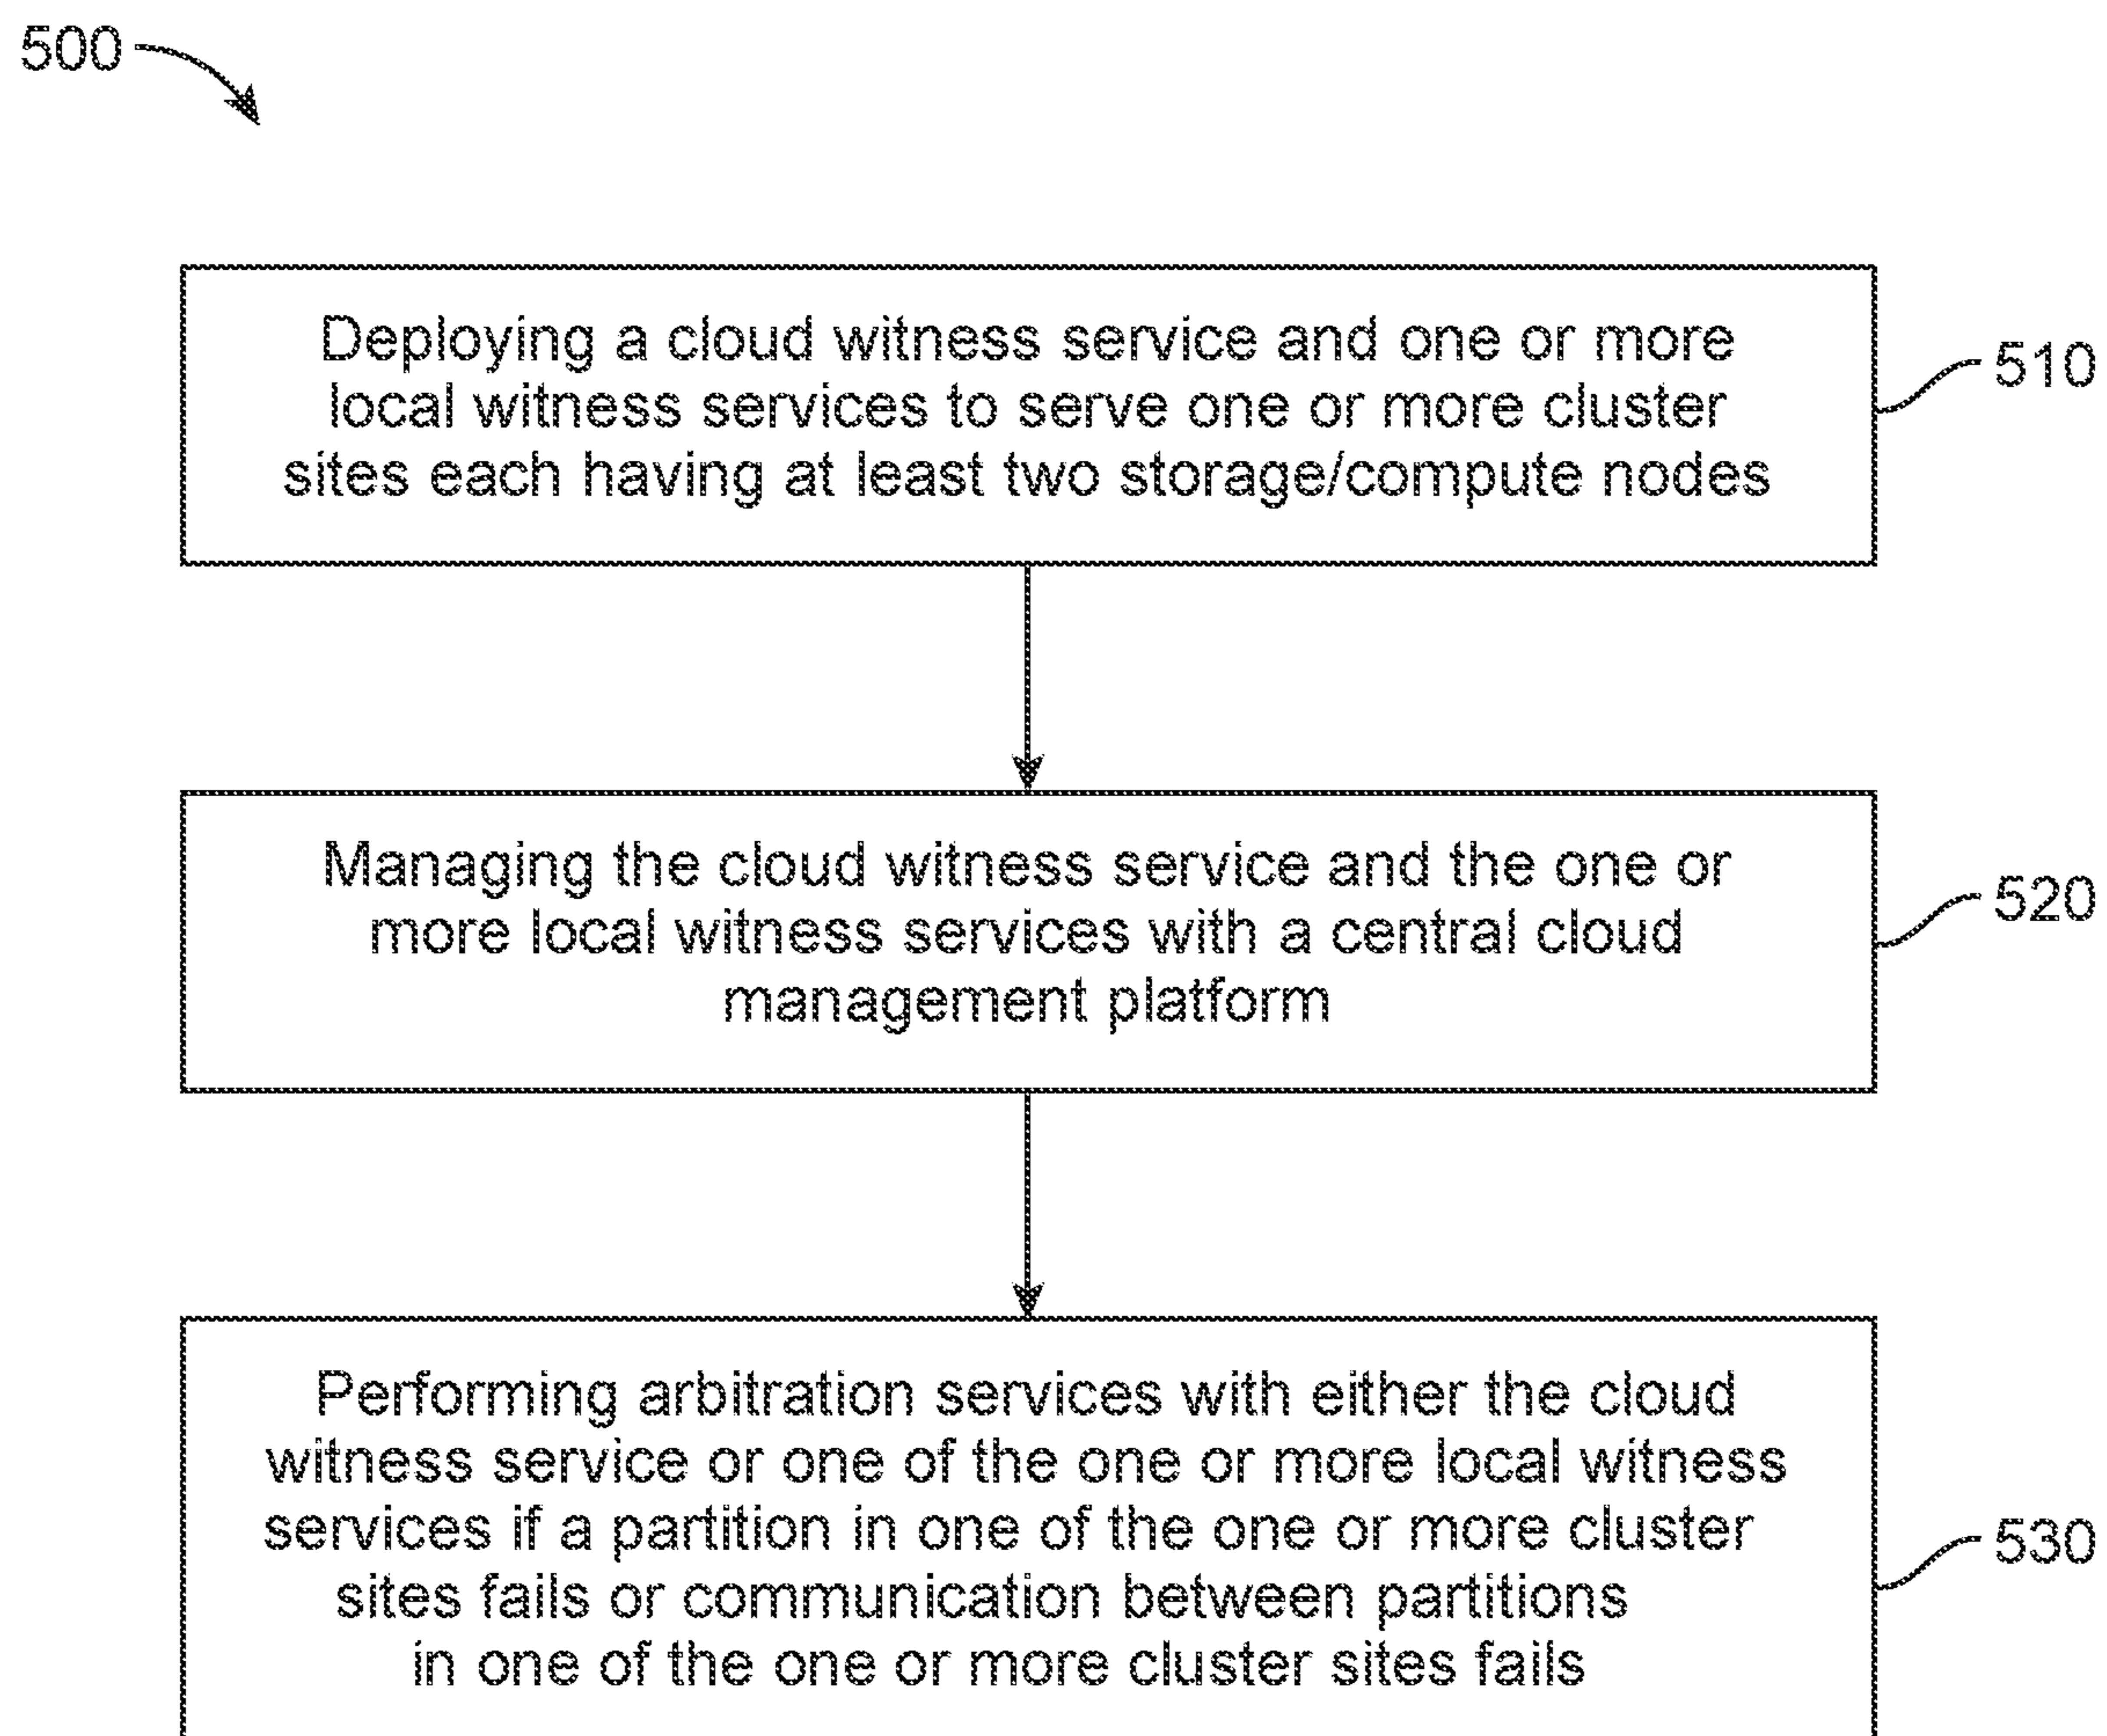 500
Deploying a cloud witness service and one or more
local witness services to serve one or more cluster
sites each having at least two storage/compute nodes
510
Managing the cloud witness service and the one or
more local witness services with a central cloud
management platform
520
Performing arbitration services with either the cloud
witness service or one of the one or more local witness
services if a partition in one of the one or more cluster
sites fails or communication between partitions
in one of the one or more cluster sites fails
530